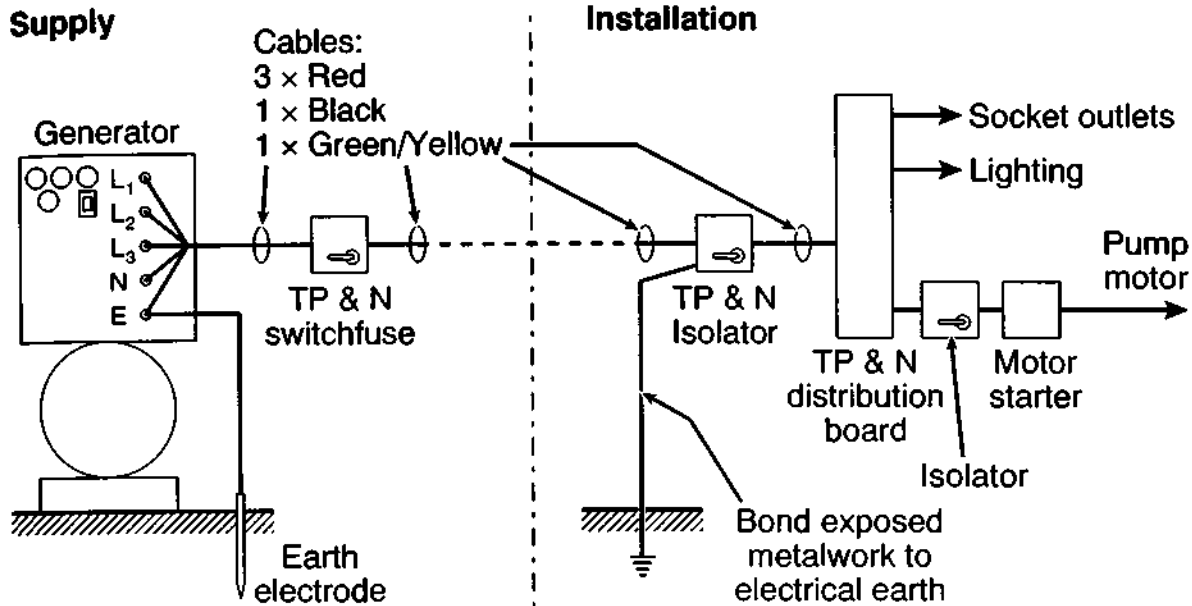 Supply
Installation
Cables:
3 × Red
1 × Black
1 × Green/Yellow
Generator
L1
L2
L3
N
E
TP & N
switchfuse
TP & N
Isolator
Socket outlets
Lighting
Pump
motor
TP & N
distribution
board
Motor
starter
Isolator
Earth
electrode
Bond exposed
metalwork to
electrical earth